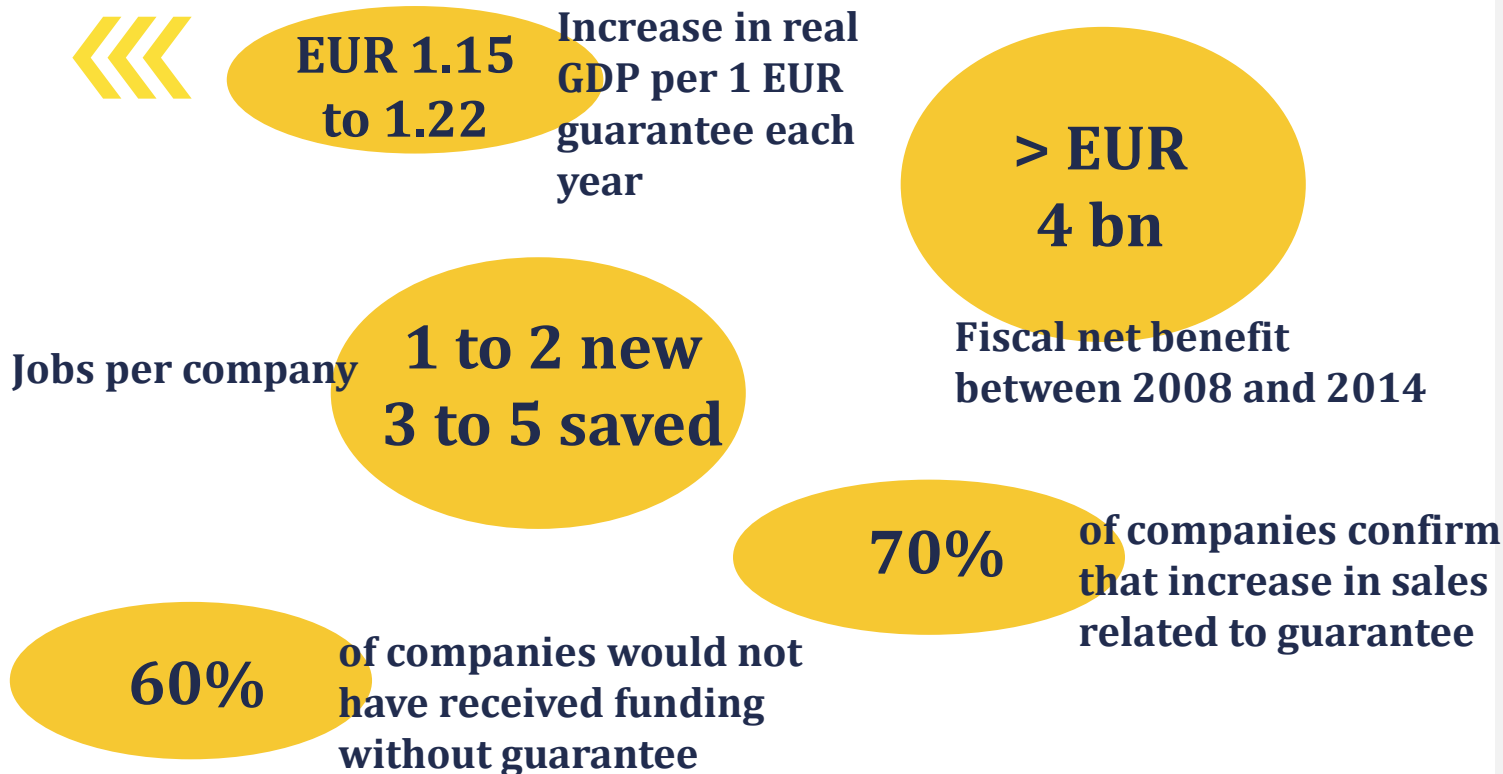 EUR 1.15
to 1.22
Increase in real
GDP per 1 EUR
guarantee each
year
> EUR
4 bn
Fiscal net benefit
between 2008 and 2014
Jobs per company
1 to 2 new
3 to 5 saved
70%
of companies confirm
that increase in sales
related to guarantee
60%
of companies would not
have received funding
without guarantee